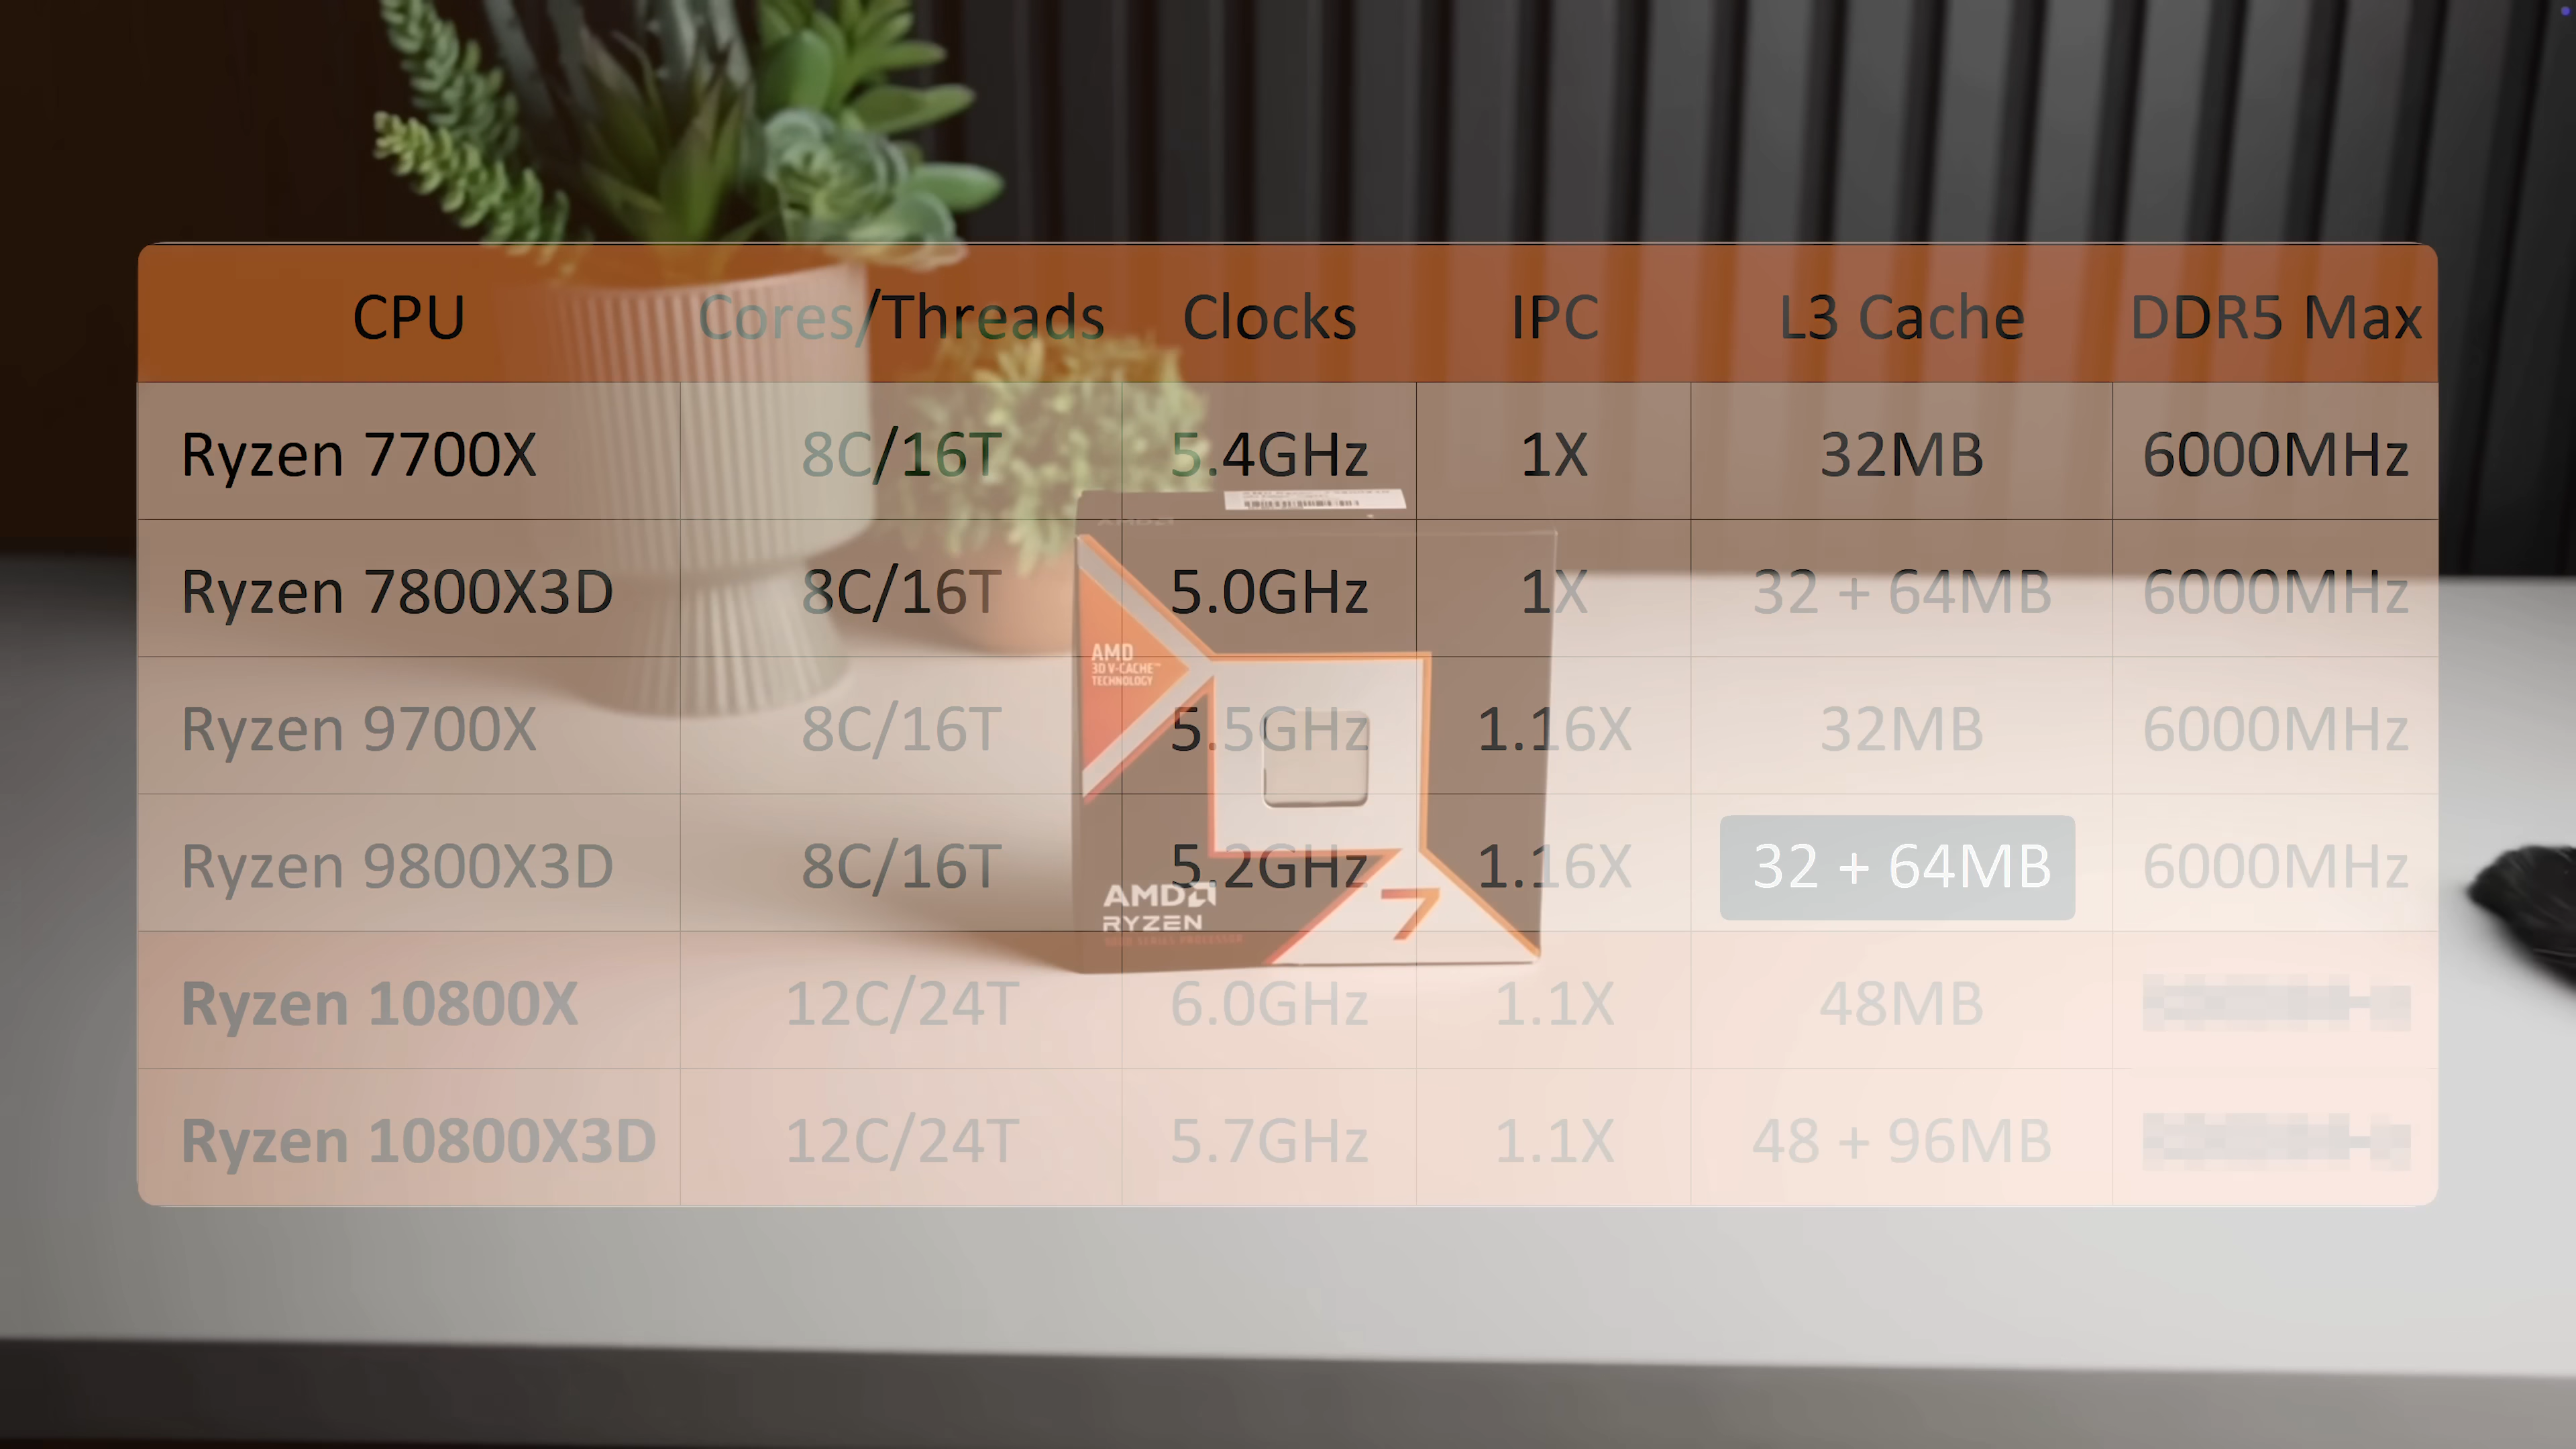 CPU Cores/Threads Clocks IPC L3 Cache DDR5 Max
Ryzen 7700X 8C/16T 5.4GHz 1X 32MB 6000MHz
Ryzen 7800X3D 8C/16T 5.0GHz 1X 32 + 64MB 6000MHz
Ryzen 9700X 8C/16T 5.5GHz 1.16X 32MB 6000MHz
Ryzen 9800X3D 8C/16T 5.2GHz 1.16X 32 + 64MB 6000MHz
Ryzen 10800X 12C/24T 6.0GHz 1.1X 48MB
Ryzen 10800X3D 12C/24T 5.7GHz 1.1X 48 + 96MB
AMD
3D V-CACHE™
TECHNOLOGY
AMD
RYZEN
7